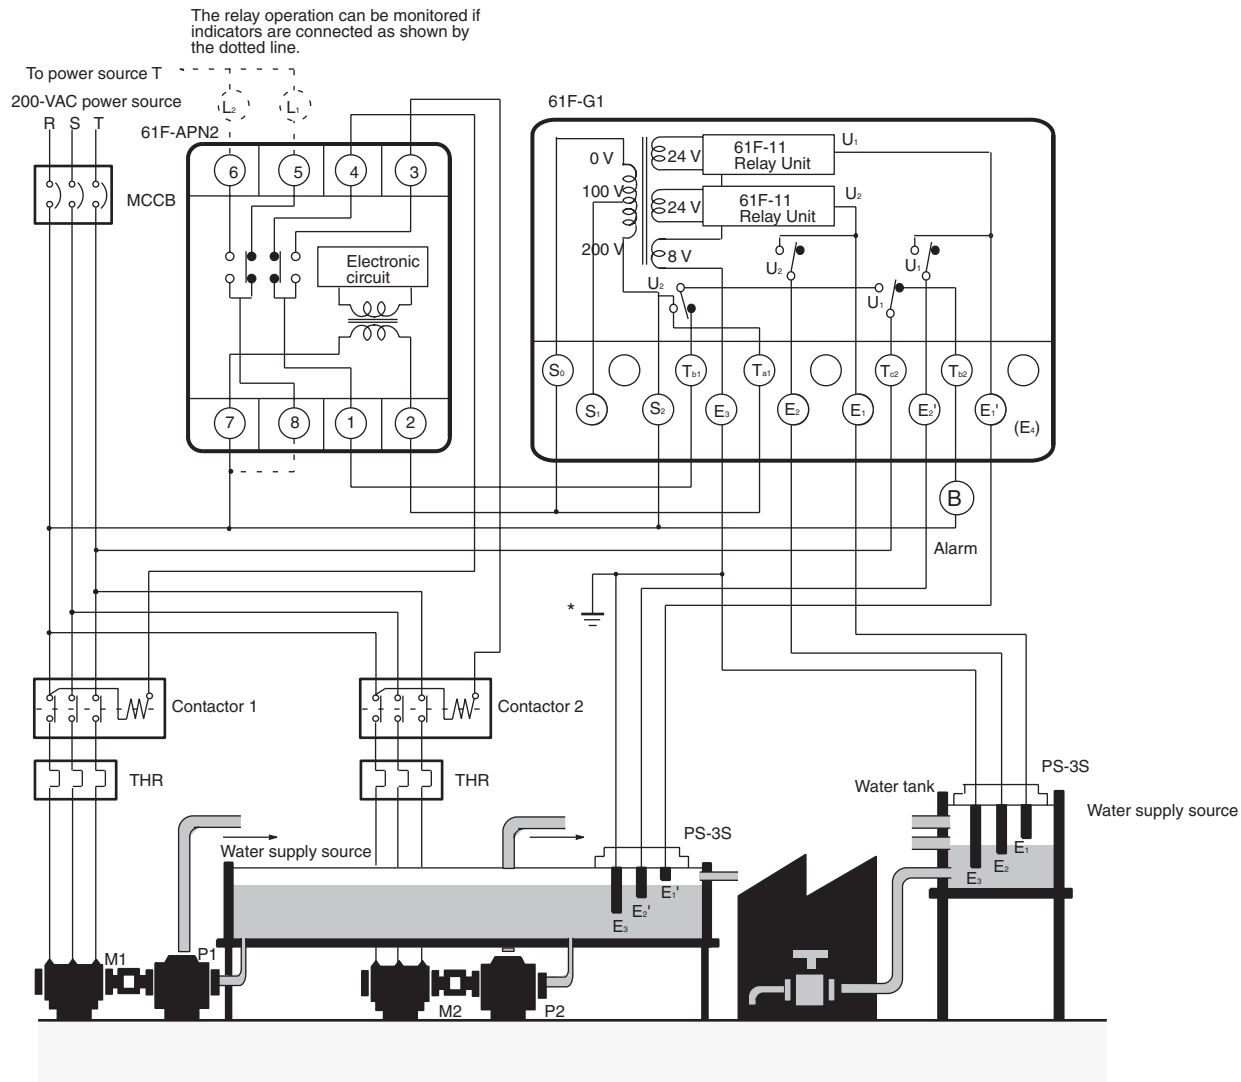 The relay operation can be monitored if
indicators are connected as shown by
the dotted line.
To power source T
200-VAC power source
R S T
61F-APN2
L2
L1
61F-G1
6
5
4
3
MCCB
Electronic
circuit
7
8
1
2
0 V
100 V
200 V
24 V
24 V
8 V
61F-11
Relay Unit
61F-11
Relay Unit
U1
U2
U2
U1
U2
U1
S0
Tb1
Ta1
Tc2
Tb2
S1
S2
E3
E2
E1
E2'
E1'
(E4)
B
Alarm
*
Contactor 1
Contactor 2
THR
THR
PS-3S
Water tank
Water supply source
PS-3S
Water supply source
E1
E2
E3
E1'
E2'
E3
M1
P1
M2
P2